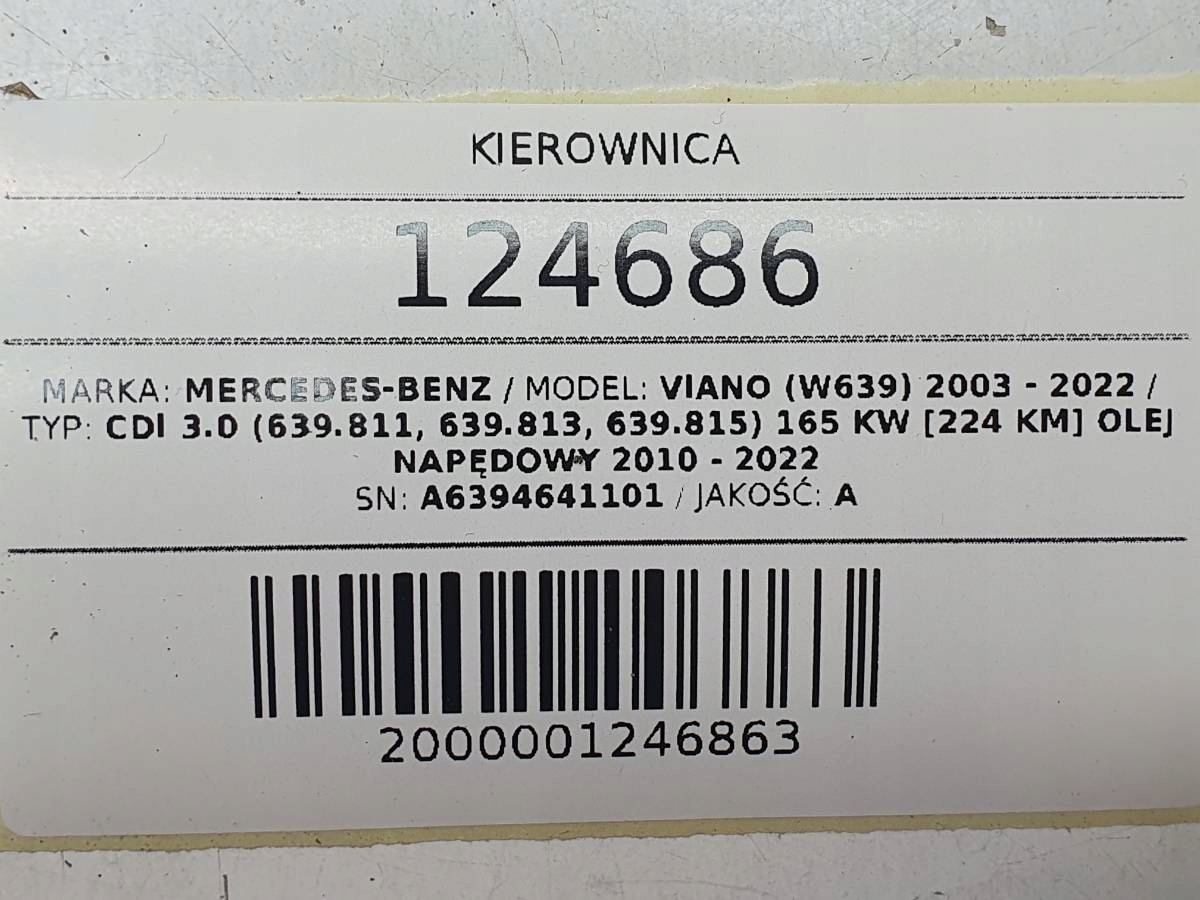 KIEROWNICA
124686
MARKA: MERCEDES-BENZ / MODEL: VIANO (W639) 2003 - 2022 /
TYP: CDI 3.0 (639.811, 639.813, 639.815) 165 KW [224 KM] OLEJ
NAPĘDOWY 2010 - 2022
SN: A6394641101 / JAKOŚĆ: A
2000001246863